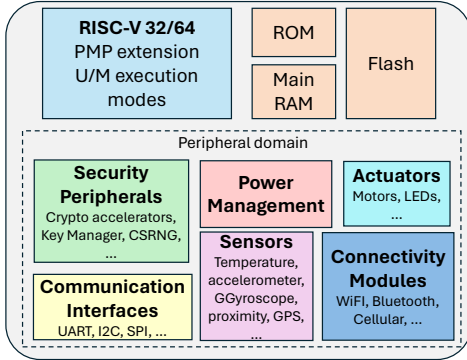 RISC-V 32/64
PMP extension
U/M execution
modes
ROM
Main
RAM
Flash
Peripheral domain
Security
Peripherals
Crypto accelerators,
Key Manager, CSRNG,
...
Power
Management
Actuators
Motors, LEDs,
...
Communication
Interfaces
UART, I2C, SPI, ...
Sensors
Temperature,
accelerometer,
GGyroscope,
proximity, GPS,
...
Connectivity
Modules
WiFI, Bluetooth,
Cellular, ...